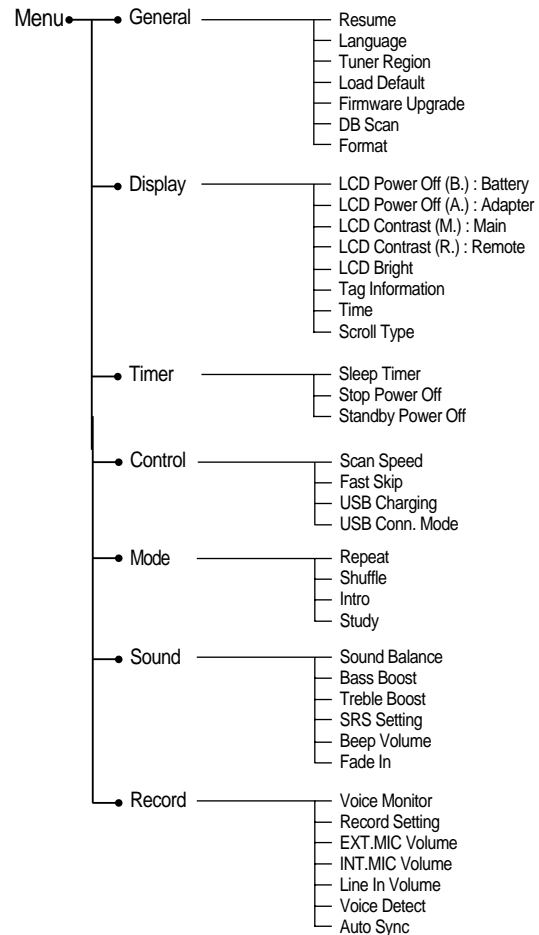 Menu
General
Resume
Language
Tuner Region
Load Default
Firmware Upgrade
DB Scan
Format
Display
LCD Power Off (B.) : Battery
LCD Power Off (A.) : Adapter
LCD Contrast (M.) : Main
LCD Contrast (R.) : Remote
LCD Bright
Tag Information
Time
Scroll Type
Timer
Sleep Timer
Stop Power Off
Standby Power Off
Control
Scan Speed
Fast Skip
USB Charging
USB Conn. Mode
Mode
Repeat
Shuffle
Intro
Study
Sound
Sound Balance
Bass Boost
Treble Boost
SRS Setting
Beep Volume
Fade In
Record
Voice Monitor
Record Setting
EXT.MIC Volume
INT.MIC Volume
Line In Volume
Voice Detect
Auto Sync